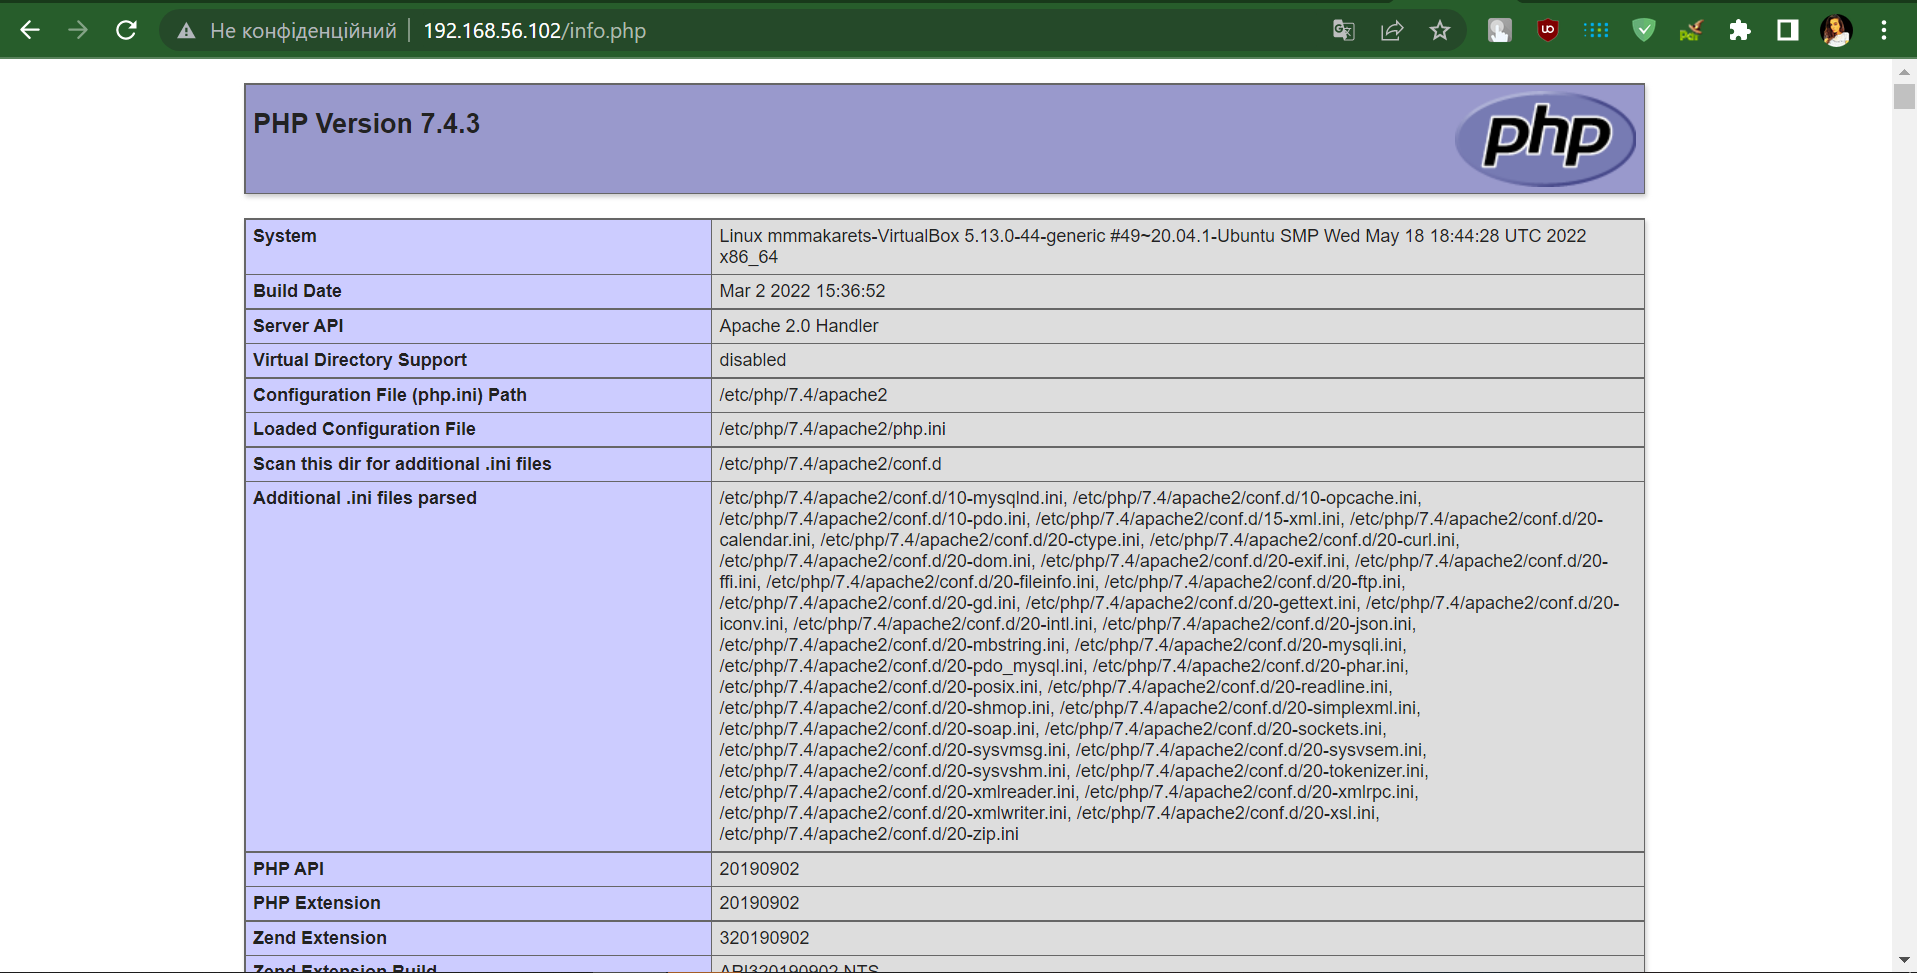 Не конфіденційний
192.168.56.102/info.php
PHP Version 7.4.3
php
System
Linux mmmakarets-VirtualBox 5.13.0-44-generic #49~20.04.1-Ubuntu SMP Wed May 18 18:44:28 UTC 2022
x86_64
Build Date
Mar 2 2022 15:36:52
Server API
Apache 2.0 Handler
Virtual Directory Support
disabled
Configuration File (php.ini) Path
/etc/php/7.4/apache2
Loaded Configuration File
/etc/php/7.4/apache2/php.ini
Scan this dir for additional .ini files
/etc/php/7.4/apache2/conf.d
Additional .ini files parsed
/etc/php/7.4/apache2/conf.d/10-mysqlnd.ini, /etc/php/7.4/apache2/conf.d/10-opcache.ini,
/etc/php/7.4/apache2/conf.d/10-pdo.ini, /etc/php/7.4/apache2/conf.d/15-xml.ini, /etc/php/7.4/apache2/conf.d/20-
calendar.ini, /etc/php/7.4/apache2/conf.d/20-ctype.ini, /etc/php/7.4/apache2/conf.d/20-curl.ini,
/etc/php/7.4/apache2/conf.d/20-dom.ini, /etc/php/7.4/apache2/conf.d/20-exif.ini, /etc/php/7.4/apache2/conf.d/20-
ffi.ini, /etc/php/7.4/apache2/conf.d/20-fileinfo.ini, /etc/php/7.4/apache2/conf.d/20-ftp.ini,
/etc/php/7.4/apache2/conf.d/20-gd.ini, /etc/php/7.4/apache2/conf.d/20-gettext.ini, /etc/php/7.4/apache2/conf.d/20-
iconv.ini, /etc/php/7.4/apache2/conf.d/20-intl.ini, /etc/php/7.4/apache2/conf.d/20-json.ini,
/etc/php/7.4/apache2/conf.d/20-mbstring.ini, /etc/php/7.4/apache2/conf.d/20-mysqli.ini,
/etc/php/7.4/apache2/conf.d/20-pdo_mysql.ini, /etc/php/7.4/apache2/conf.d/20-phar.ini,
/etc/php/7.4/apache2/conf.d/20-posix.ini, /etc/php/7.4/apache2/conf.d/20-readline.ini,
/etc/php/7.4/apache2/conf.d/20-shmop.ini, /etc/php/7.4/apache2/conf.d/20-simplexml.ini,
/etc/php/7.4/apache2/conf.d/20-soap.ini, /etc/php/7.4/apache2/conf.d/20-sockets.ini,
/etc/php/7.4/apache2/conf.d/20-sysvmsg.ini, /etc/php/7.4/apache2/conf.d/20-sysvsem.ini,
/etc/php/7.4/apache2/conf.d/20-sysvshm.ini, /etc/php/7.4/apache2/conf.d/20-tokenizer.ini,
/etc/php/7.4/apache2/conf.d/20-xmlreader.ini, /etc/php/7.4/apache2/conf.d/20-xmlrpc.ini,
/etc/php/7.4/apache2/conf.d/20-xmlwriter.ini, /etc/php/7.4/apache2/conf.d/20-xsl.ini,
/etc/php/7.4/apache2/conf.d/20-zip.ini
PHP API
20190902
PHP Extension
20190902
Zend Extension
320190902
Zend Extension Build
API320190902,NTS